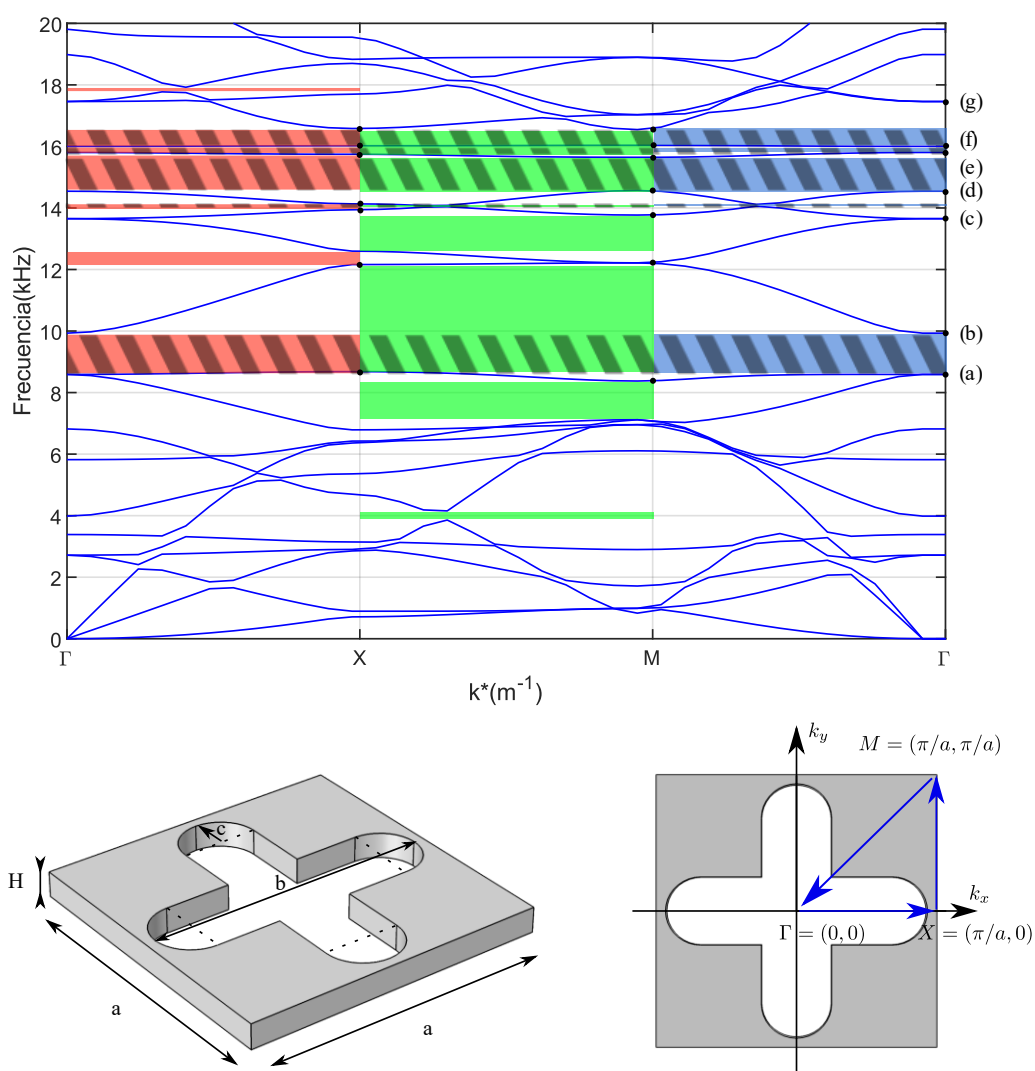 20
18
16
14
12
10
8
6
4
2
0
Frecuencia(kHz)
Γ X M Γ
k*(m⁻¹)
(g)
(f)
(e)
(d)
(c)
(b)
(a)
H
c
b
a
a
k_y
M = (π/a, π/a)
k_x
Γ = (0, 0)
X = (π/a, 0)